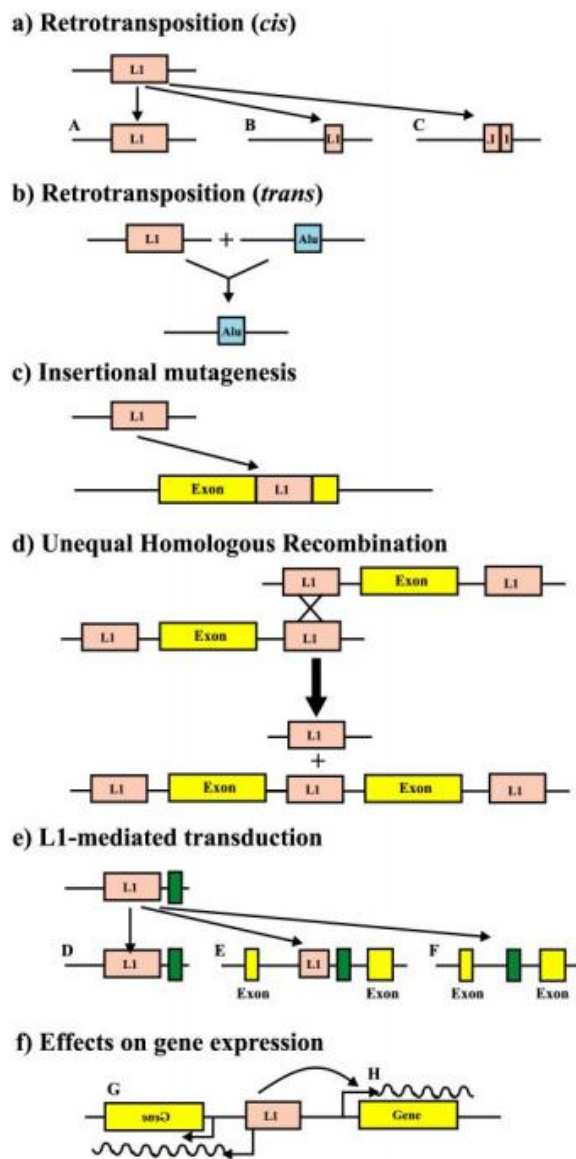 a) Retrotransposition (cis)
L1
A L1 B L1 C .1 1
b) Retrotransposition (trans)
L1 + Alu
Alu
c) Insertional mutagenesis
L1
Exon L1
d) Unequal Homologous Recombination
L1 Exon L1
L1 Exon L1
L1
+
L1 Exon L1 Exon L1
e) L1-mediated transduction
L1
D L1 E L1 F
Exon Exon Exon Exon
f) Effects on gene expression
G H
Gene L1 Gene